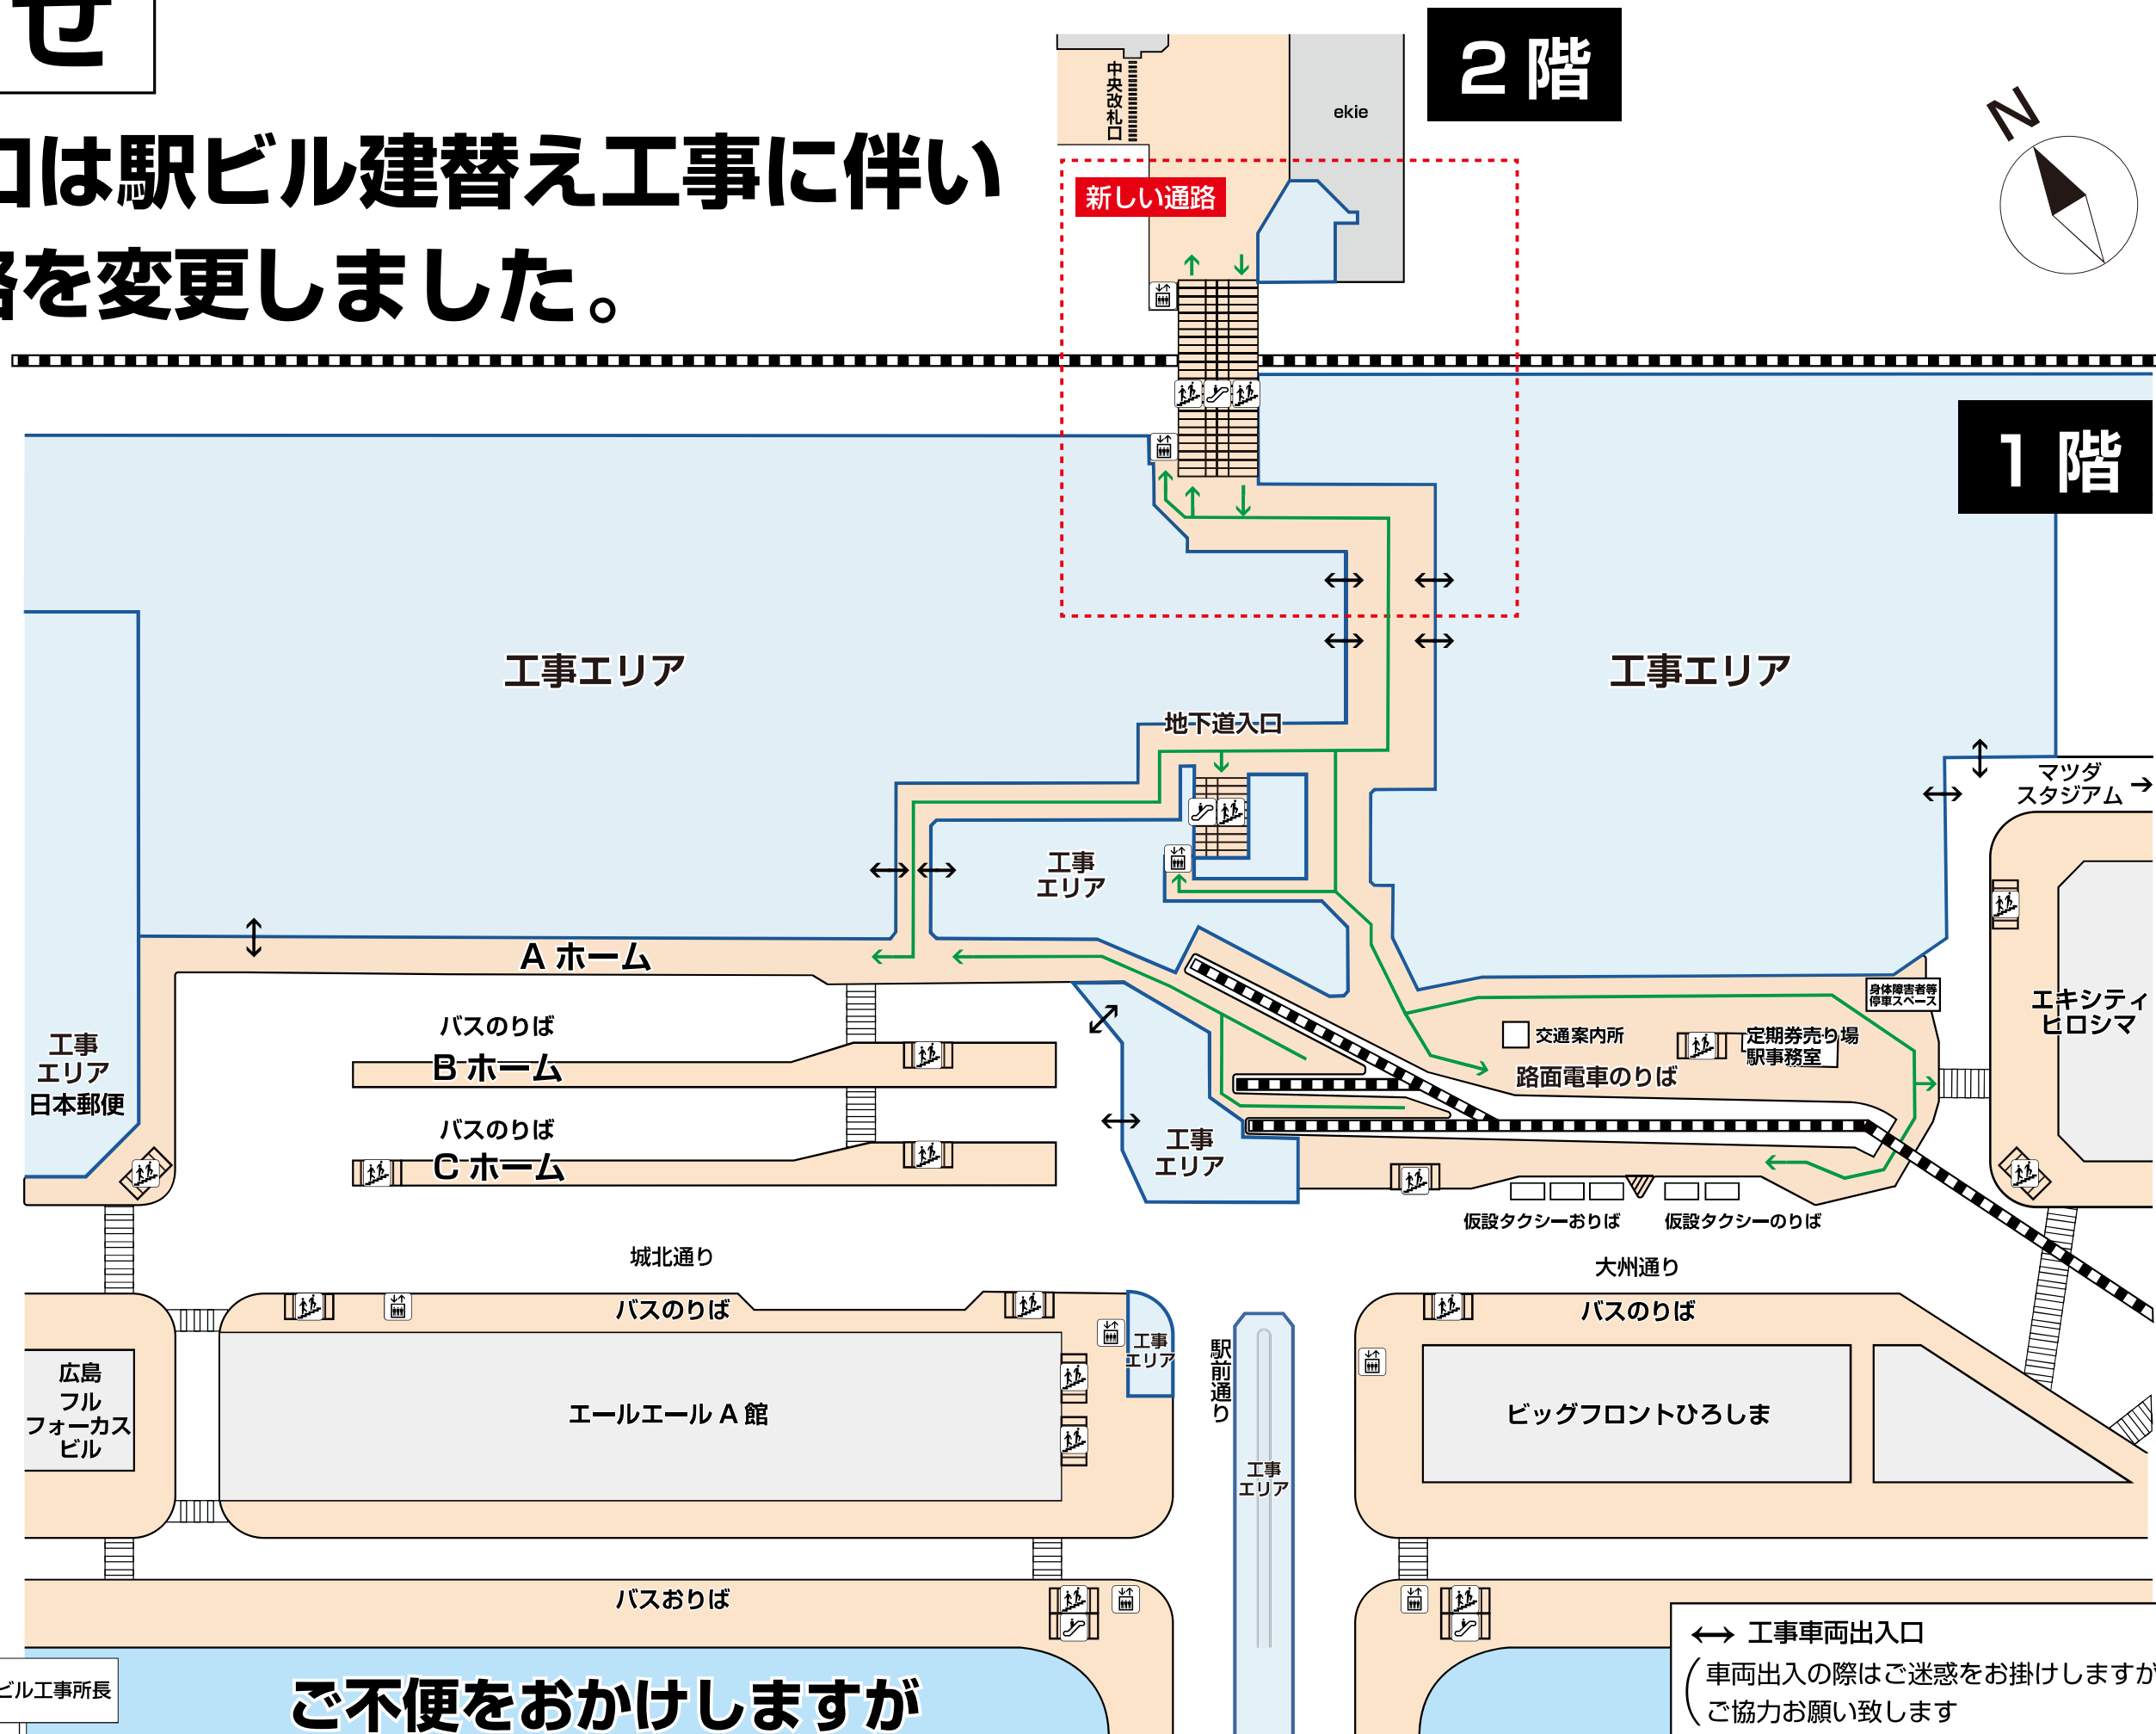 せ
口は駅ビル建替え工事に伴い
路を変更しました。
2階
中央改札口
ekie
新しい通路
N
1階
工事エリア
工事エリア
地下道入口
マツダ
スタジアム
工事
エリア
Aホーム
身体障害者等
停車スペース
エキシティ
ヒロシマ
バスのりば
Bホーム
交通案内所
定期券売り場
駅事務室
路面電車のりば
工事
エリア
日本郵便
バスのりば
Cホーム
工事
エリア
仮設タクシーおりば
仮設タクシーのりば
城北通り
大州通り
バスのりば
バスのりば
工事
エリア
駅前通り
広島
フル
フォーカス
ビル
エールエールA館
ビッグフロントひろしま
工事
エリア
バスおりば
工事車両出入口
(車両出入の際はご迷惑をお掛けしますが
ご協力お願い致します
ビル工事所長
ご不便をおかけしますが